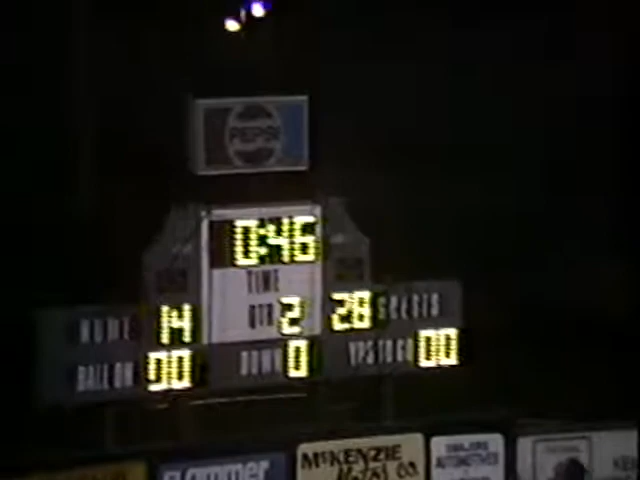 PEPSI
0:46
TIME
HOME 14 QTR 2 28 GUESTS
BALL ON 00 DOWN 0 YDS TO GO 00
McKENZIE
AUTOMOTIVE